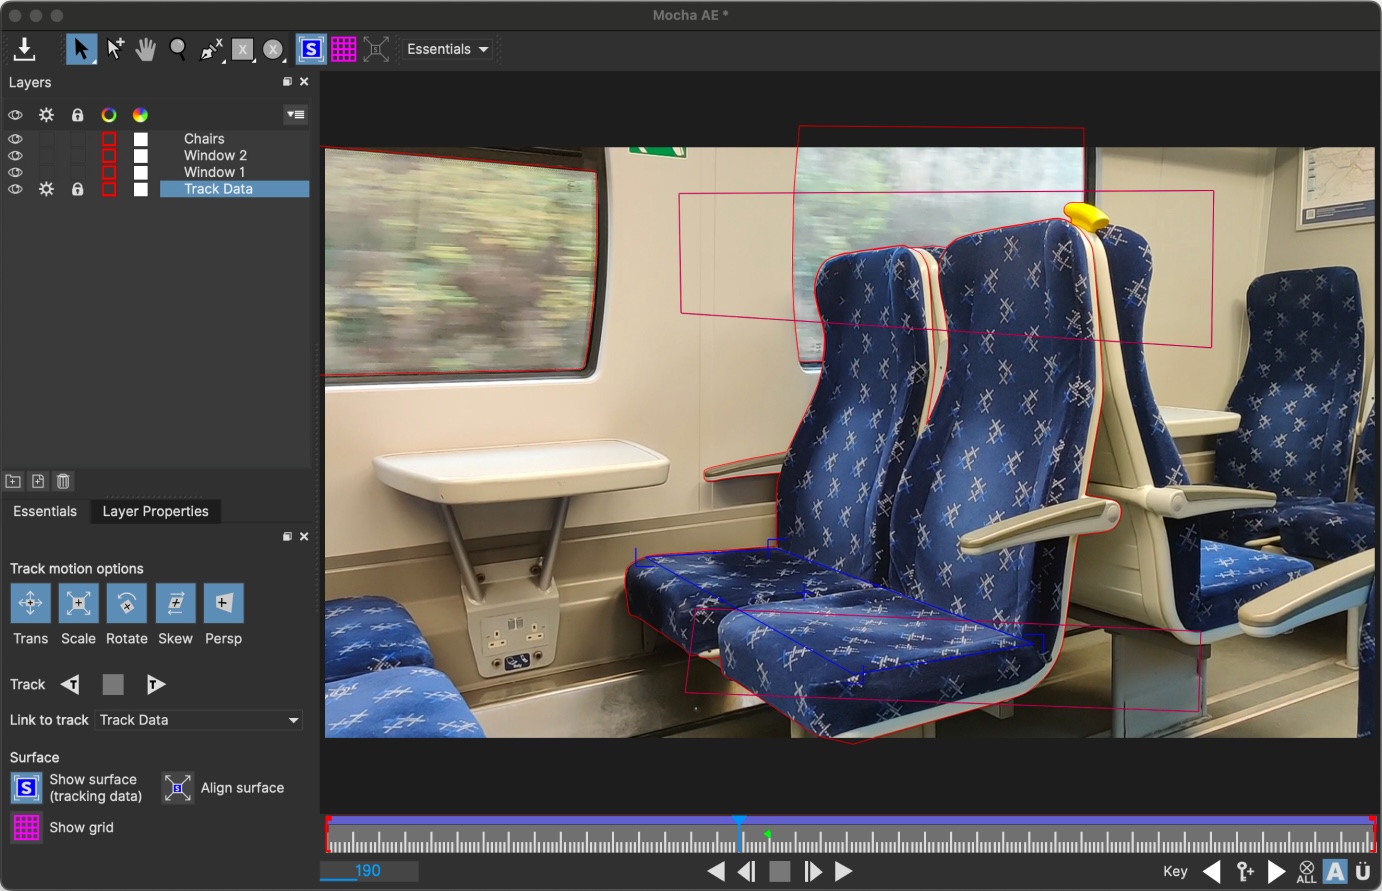 Mocha AE *
Essentials
Layers
Chairs
Window 2
Window 1
Track Data
Essentials
Layer Properties
Track motion options
Trans
Scale
Rotate
Skew
Persp
Track
Link to track
Track Data
Surface
Show surface
(tracking data)
Align surface
Show grid
190
Key
ALL
A
Ü